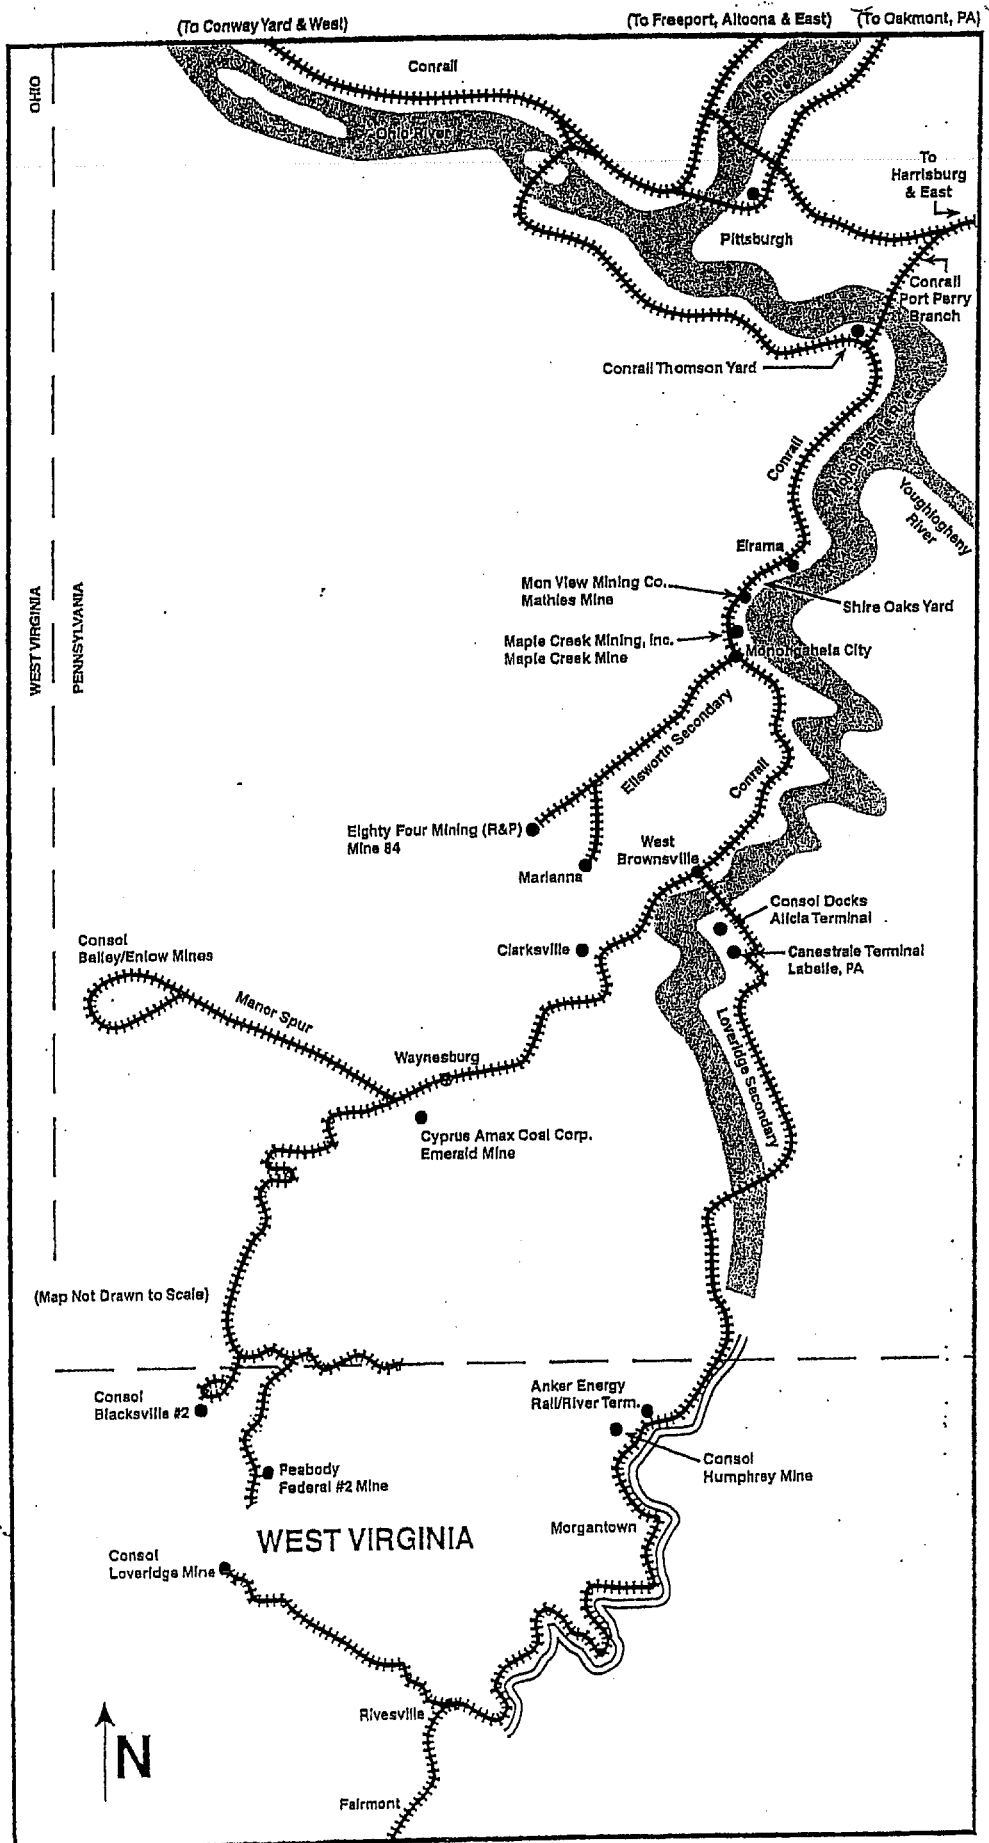 (To Conway Yard & West)
(To Freeport, Altoona & East)
(To Oakmont, PA)
OHIO
Conrail
Ohio River
River
To
Harrisburg
& East
Pittsburgh
Conrail
Port Perry
Branch
Conrail Thomson Yard
Conrail
Monongahela River
Youghlogheny
River
Elrama
Mon View Mining Co.
Mathies Mine
Shire Oaks Yard
Maple Creek Mining, Inc.
Maple Creek Mine
Monongahela City
WEST VIRGINIA
PENNSYLVANIA
Ellsworth Secondary
Conrail
Eighty Four Mining (R&P)
Mine 84
West
Brownsville
Marianna
Consol Docks
Alicia Terminal
Clarksville
Canestrale Terminal
Labelle, PA
Consol
Bailey/Enlow Mines
Manor Spur
Loveridge Secondary
Waynesburg
Cyprus Amax Coal Corp.
Emerald Mine
(Map Not Drawn to Scale)
Consol
Blacksville #2
Anker Energy
Rail/River Term.
Consol
Humphrey Mine
Peabody
Federal #2 Mine
WEST VIRGINIA
Morgantown
Consol
Loveridge Mine
Rivesville
N
Fairmont